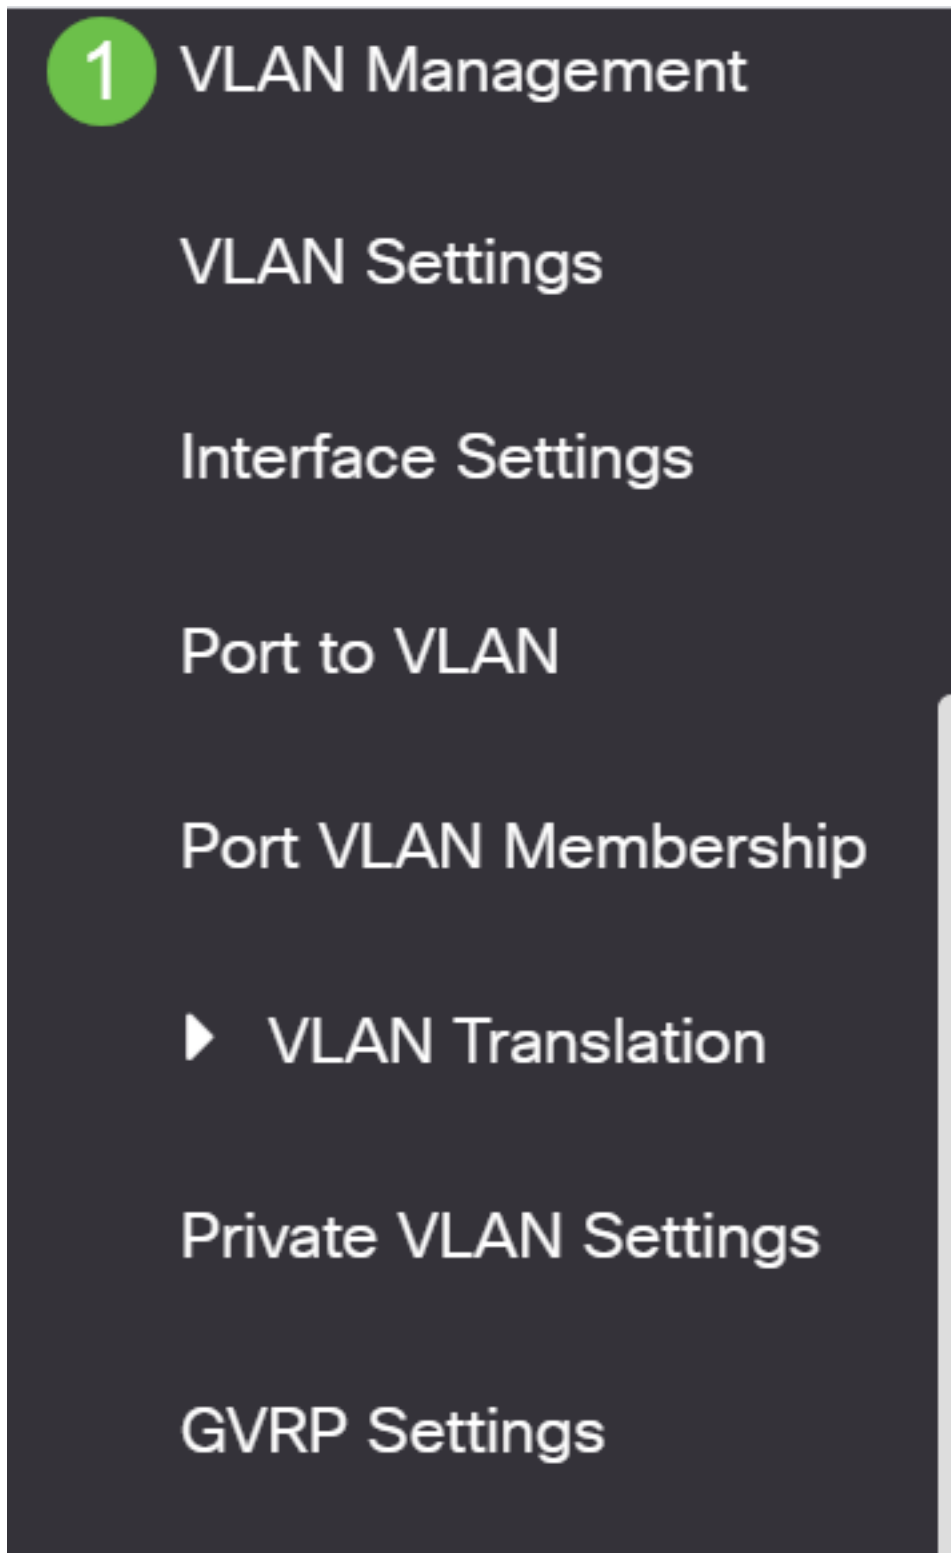 1 VLAN Management
VLAN Settings
Interface Settings
Port to VLAN
Port VLAN Membership
VLAN Translation
Private VLAN Settings
GVRP Settings